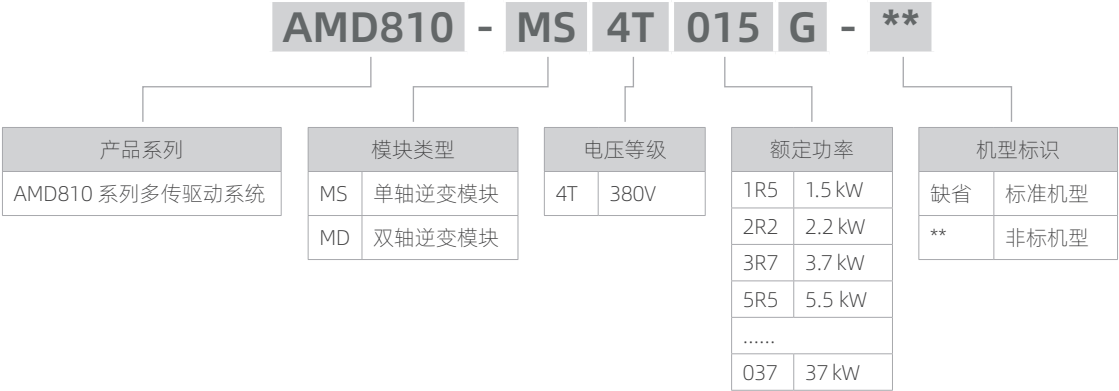 AMD810 - MS 4T 015 G - **
产品系列
AMD810 系列多传驱动系统
模块类型
MS 单轴逆变模块
MD 双轴逆变模块
电压等级
4T 380V
额定功率
1R5 1.5 kW
2R2 2.2 kW
3R7 3.7 kW
5R5 5.5 kW
......
037 37 kW
机型标识
缺省 标准机型
** 非标机型